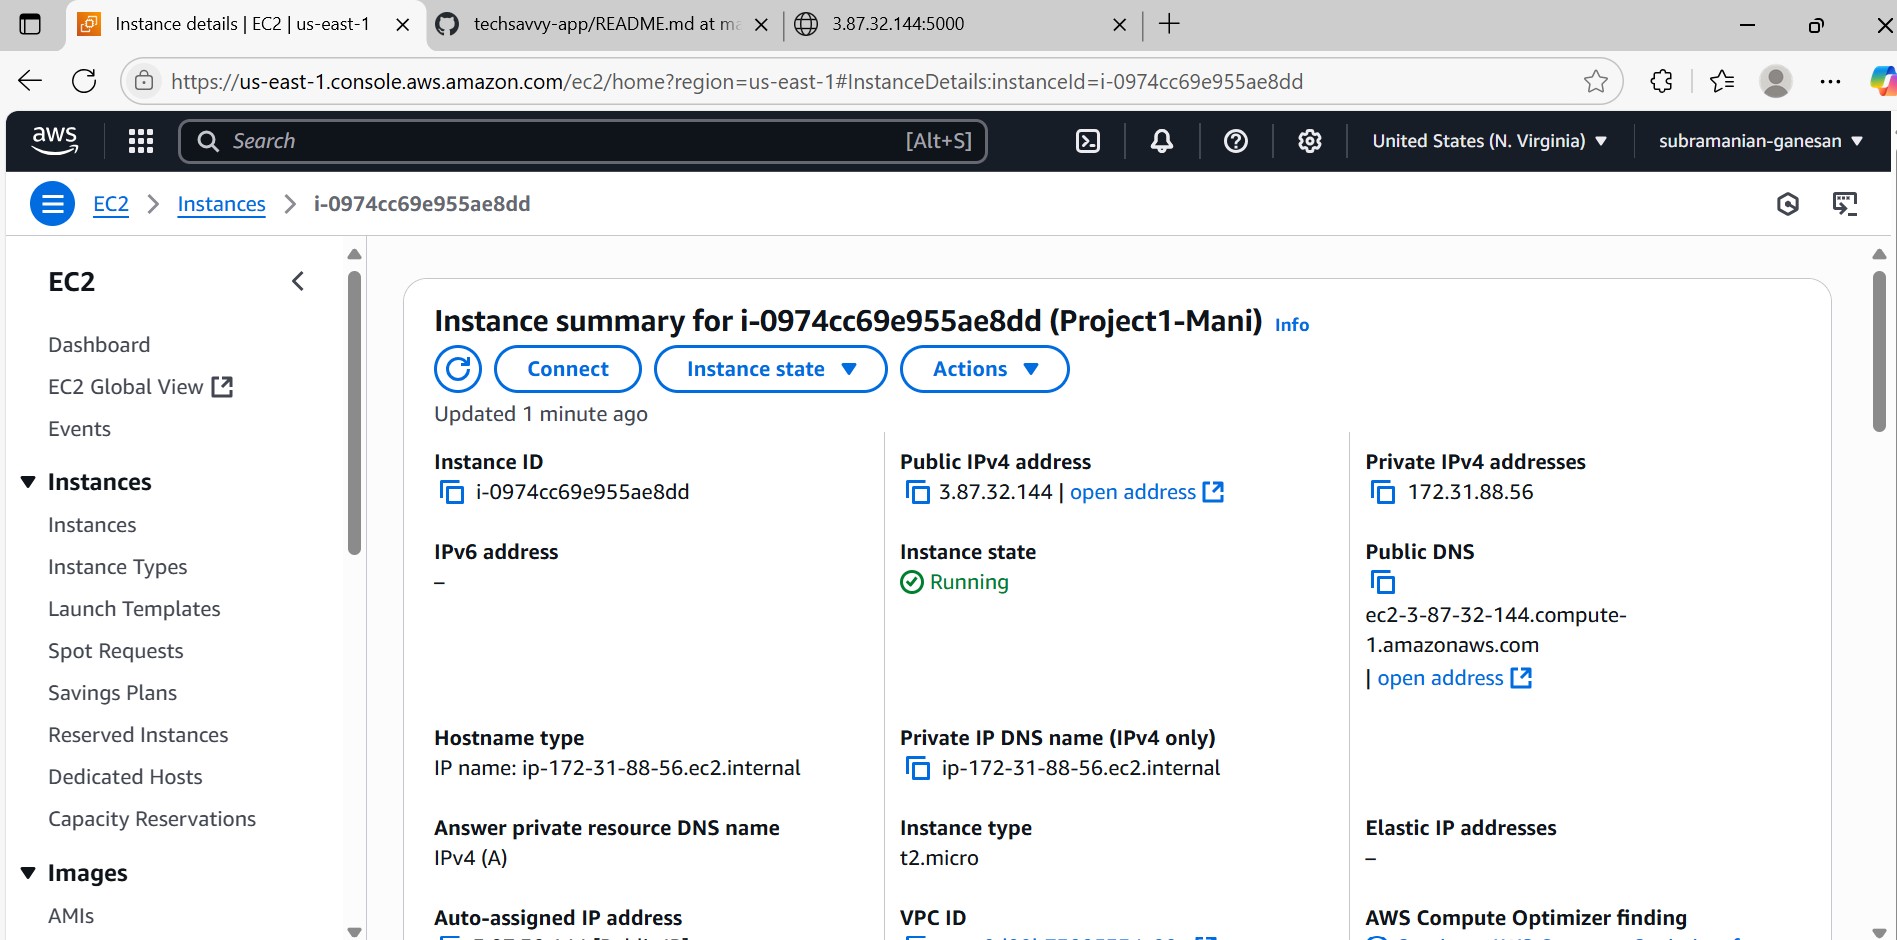 Instance details | EC2 | us-east-1
techsavvy-app/README.md at ma
3.87.32.144:5000
https://us-east-1.console.aws.amazon.com/ec2/home?region=us-east-1#InstanceDetails:instanceId=i-0974cc69e955ae8dd
aws
Search
[Alt+S]
United States (N. Virginia)
subramanian-ganesan
EC2
Instances
i-0974cc69e955ae8dd
EC2
Dashboard
EC2 Global View
Events
Instances
Instances
Instance Types
Launch Templates
Spot Requests
Savings Plans
Reserved Instances
Dedicated Hosts
Capacity Reservations
Images
AMIs
Instance summary for i-0974cc69e955ae8dd (Project1-Mani) Info
Connect
Instance state
Actions
Updated 1 minute ago
Instance ID
i-0974cc69e955ae8dd
Public IPv4 address
3.87.32.144 | open address
Private IPv4 addresses
172.31.88.56
IPv6 address
–
Instance state
Running
Public DNS
ec2-3-87-32-144.compute-
1.amazonaws.com
| open address
Hostname type
IP name: ip-172-31-88-56.ec2.internal
Private IP DNS name (IPv4 only)
ip-172-31-88-56.ec2.internal
Answer private resource DNS name
IPv4 (A)
Instance type
t2.micro
Elastic IP addresses
–
Auto-assigned IP address
VPC ID
AWS Compute Optimizer finding